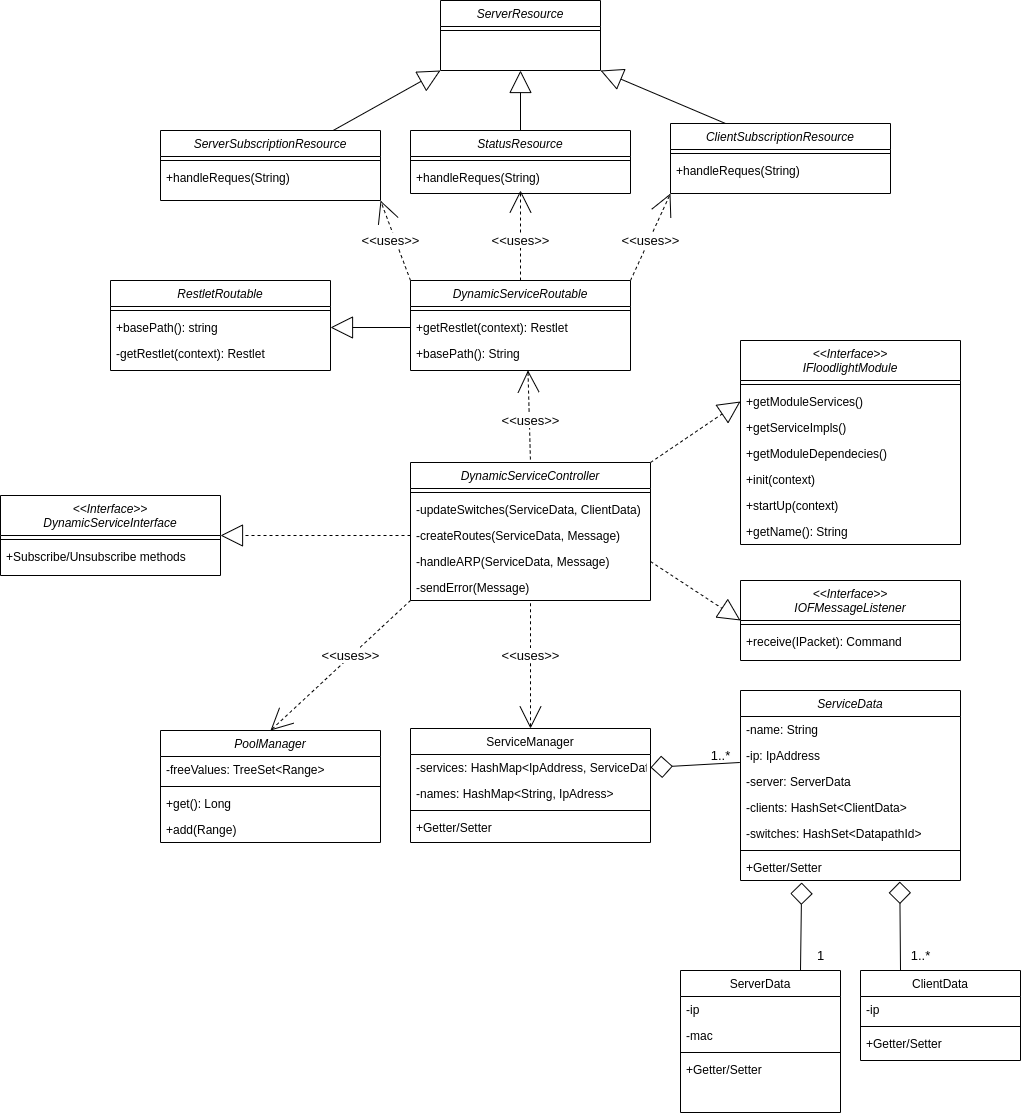 ServerResource
ServerSubscriptionResource
+handleReques(String)
StatusResource
+handleReques(String)
ClientSubscriptionResource
+handleReques(String)
<<uses>>
<<uses>>
<<uses>>
RestletRoutable
+basePath(): string
-getRestlet(context): Restlet
DynamicServiceRoutable
+getRestlet(context): Restlet
+basePath(): String
<<Interface>>
IFloodlightModule
+getModuleServices()
+getServiceImpls()
+getModuleDependecies()
+init(context)
+startUp(context)
+getName(): String
<<uses>>
DynamicServiceController
-updateSwitches(ServiceData, ClientData)
-createRoutes(ServiceData, Message)
-handleARP(ServiceData, Message)
-sendError(Message)
<<Interface>>
DynamicServiceInterface
+Subscribe/Unsubscribe methods
<<Interface>>
IOFMessageListener
+receive(IPacket): Command
<<uses>>
<<uses>>
PoolManager
-freeValues: TreeSet<Range>
+get(): Long
+add(Range)
ServiceManager
-services: HashMap<IpAddress, ServiceDat
-names: HashMap<String, IpAdress>
+Getter/Setter
1..*
ServiceData
-name: String
-ip: IpAddress
-server: ServerData
-clients: HashSet<ClientData>
-switches: HashSet<DatapathId>
+Getter/Setter
1
1..*
ServerData
-ip
-mac
+Getter/Setter
ClientData
-ip
+Getter/Setter